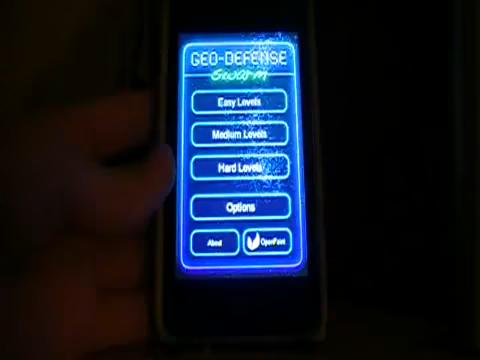 GEO-DEFENSE
Swarm
Easy Levels
Medium Levels
Hard Levels
Options
About
OpenFeint